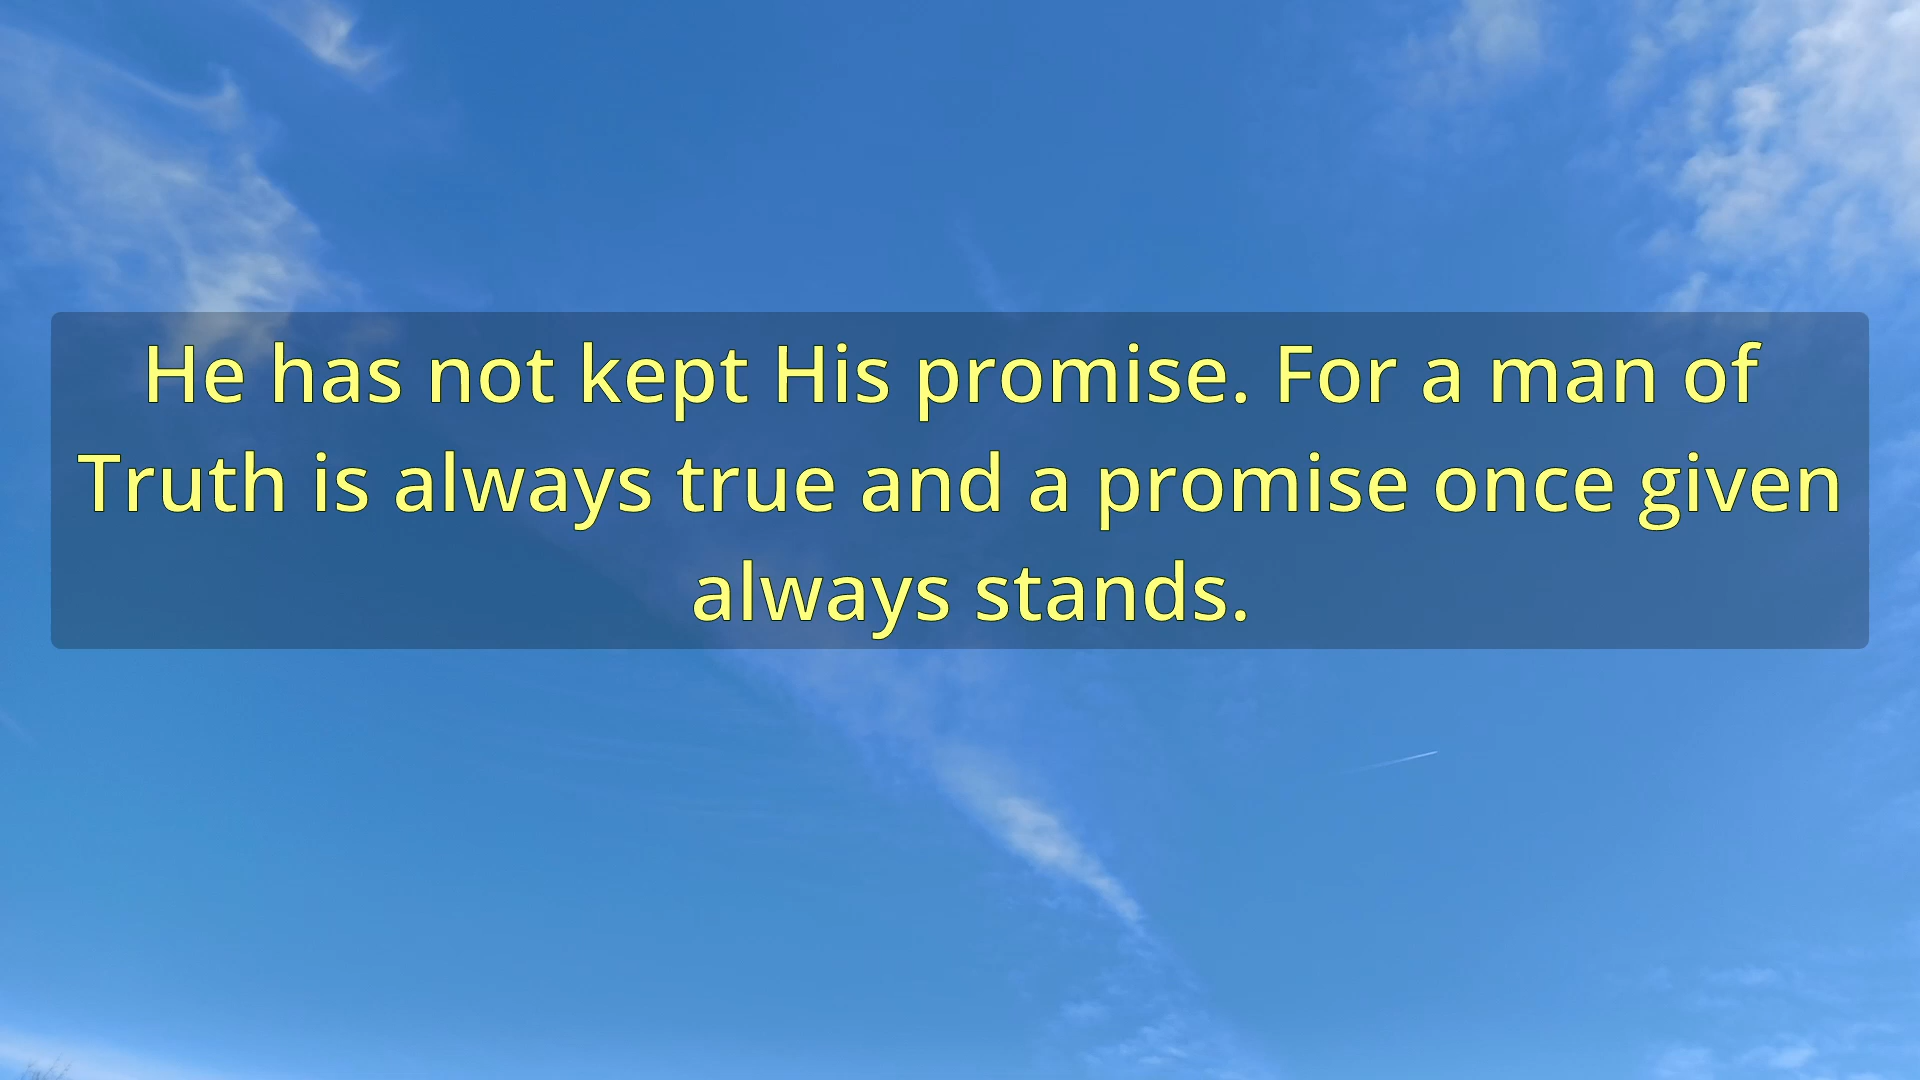 He has not kept His promise. For a man of
Truth is always true and a promise once given
always stands.